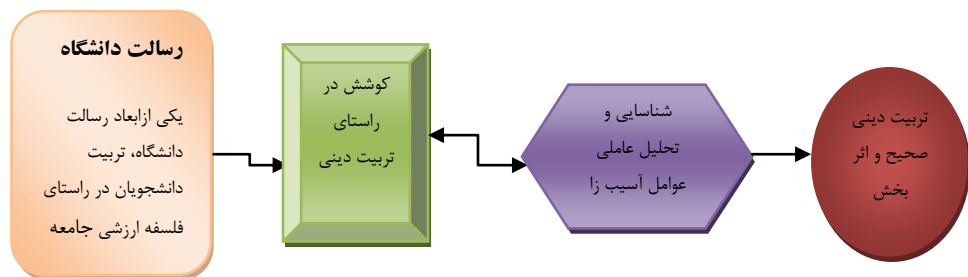 رسالت دانشگاه
یکی ازابعاد رسالت
دانشگاه، تربیت
دانشجویان در راستای
فلسفه ارزشی جامعه
کوشش در
راستای
تربیت دینی
شناسایی و
تحلیل عاملی
عوامل آسیب زا
تربیت دینی
صحیح و اثر
بخش